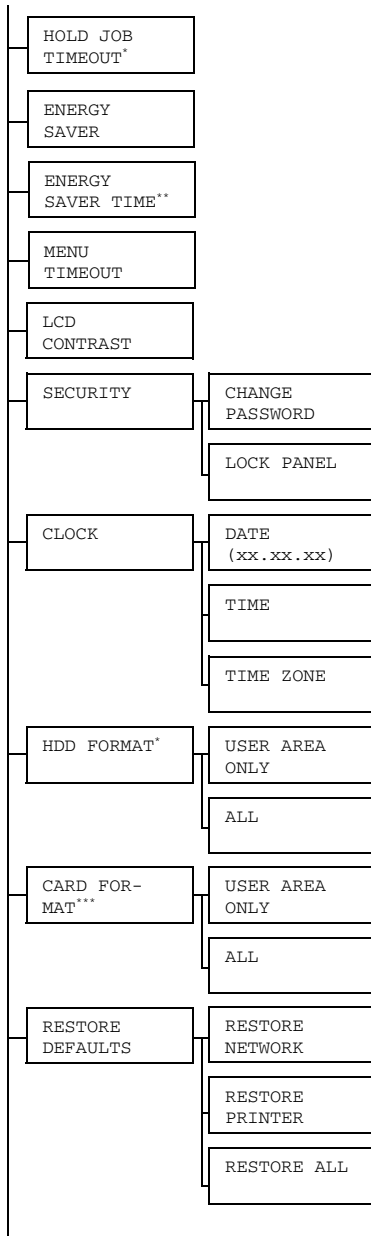 HOLD JOB
TIMEOUT*
ENERGY
SAVER
ENERGY
SAVER TIME**
MENU
TIMEOUT
LCD
CONTRAST
SECURITY
CHANGE
PASSWORD
LOCK PANEL
CLOCK
DATE
(xx.xx.xx)
TIME
TIME ZONE
HDD FORMAT*
USER AREA
ONLY
ALL
CARD FOR-
MAT***
USER AREA
ONLY
ALL
RESTORE
DEFAULTS
RESTORE
NETWORK
RESTORE
PRINTER
RESTORE ALL